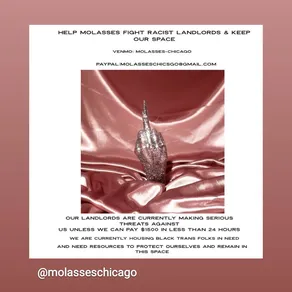 HELP MOLASSES FIGHT RACIST LANDLORDS & KEEP
OUR SPACE
VENMO: MOLASSES-CHICAGO
PAYPAL:MOLASSESCHICSGO@GMAIL.COM
OUR LANDLORDS ARE CURRENTLY MAKING SERIOUS
THREATS AGAINST
US UNLESS WE CAN PAY $1500 IN LESS THAN 24 HOURS
WE ARE CURRENTLY HOUSING BLACK TRANS FOLKS IN NEED
AND NEED RESOURCES TO PROTECT OURSELVES AND REMAIN IN
THIS SPACE
@molasseschicago